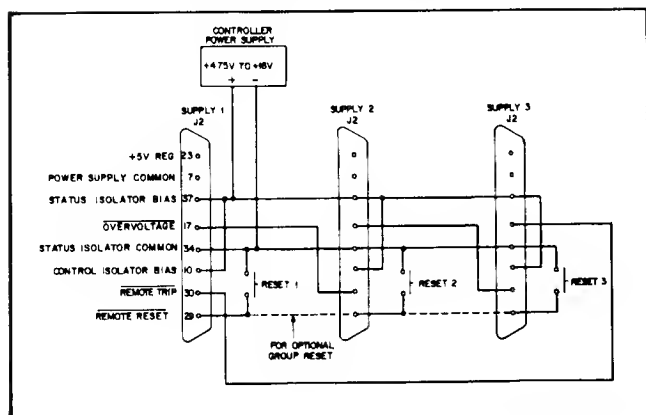 CONTROLLER
POWER SUPPLY
+4.75V TO +16V
+ -
SUPPLY 1
J2
SUPPLY 2
J2
SUPPLY 3
J2
+5V REG 23
POWER SUPPLY COMMON 7
STATUS ISOLATOR BIAS 37
OVERVOLTAGE 17
STATUS ISOLATOR COMMON 34
CONTROL ISOLATOR BIAS 10
REMOTE TRIP 30
REMOTE RESET 29
RESET 1
RESET 2
RESET 3
FOR OPTIONAL
GROUP RESET